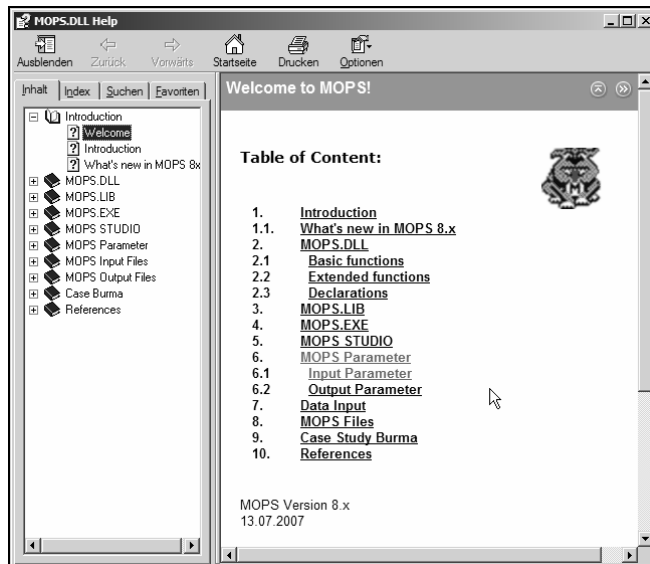 MOPS.DLL Help
Ausblenden Zurück Vorwärts Startseite Drucken Optionen
Inhalt Index Suchen Favoriten
Introduction
Welcome
Introduction
What's new in MOPS 8x
MOPS.DLL
MOPS.LIB
MOPS.EXE
MOPS STUDIO
MOPS Parameter
MOPS Input Files
MOPS Output Files
Case Burma
References
Welcome to MOPS!
Table of Content:
M
1. Introduction
1.1. What's new in MOPS 8.x
2. MOPS.DLL
2.1 Basic functions
2.2 Extended functions
2.3 Declarations
3. MOPS.LIB
4. MOPS.EXE
5. MOPS STUDIO
6. MOPS Parameter
6.1 Input Parameter
6.2 Output Parameter
7. Data Input
8. MOPS Files
9. Case Study Burma
10. References
MOPS Version 8.x
13.07.2007